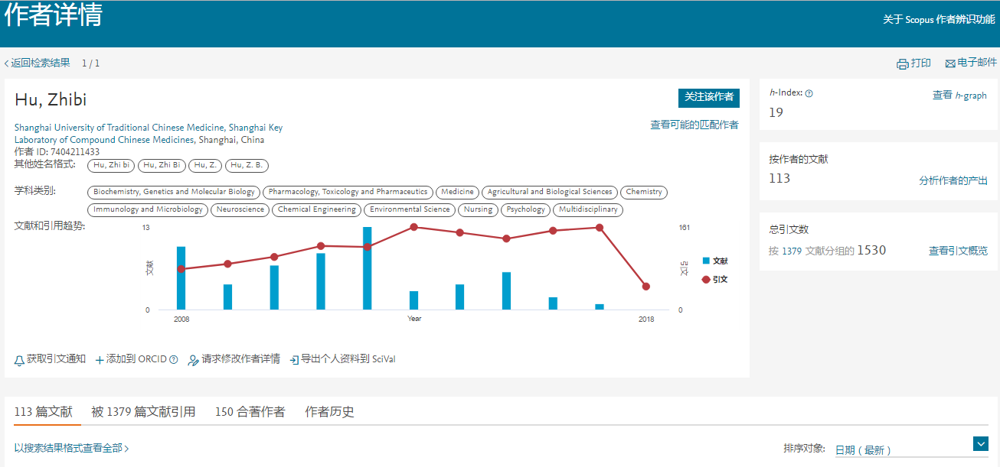 作者详情
关于 Scopus 作者辨识功能
返回检索结果 1 / 1
打印 电子邮件
Hu, Zhibi
关注该作者
查看可能的匹配作者
Shanghai University of Traditional Chinese Medicine, Shanghai Key
Laboratory of Compound Chinese Medicines, Shanghai, China
作者 ID: 7404211433
其他姓名格式: Hu, Zhi bi Hu, Zhi Bi Hu, Z. Hu, Z. B.
学科类别: Biochemistry, Genetics and Molecular Biology Pharmacology, Toxicology and Pharmaceutics Medicine Agricultural and Biological Sciences Chemistry
Immunology and Microbiology Neuroscience Chemical Engineering Environmental Science Nursing Psychology Multidisciplinary
文献和引用趋势:
13 161
文献
引文
文献
引文
0 0
2008 Year 2018
获取引文通知 添加到 ORCID 请求修改作者详情 导出个人资料到 SciVal
h-Index:
查看 h-graph
19
按作者的文献
113
分析作者的产出
总引文数
按 1379 文献分组的 1530
查看引文概览
113 篇文献 被 1379 篇文献引用 150 合著作者 作者历史
以搜索结果格式查看全部
排序对象: 日期（最新）